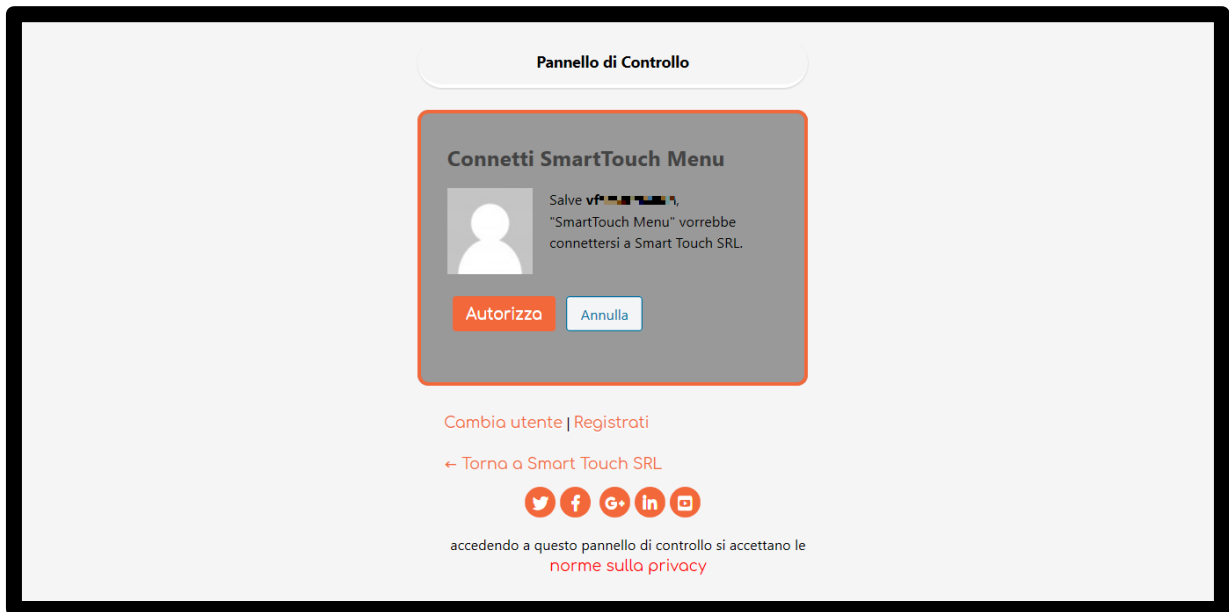 Pannello di Controllo
Connetti SmartTouch Menu
Salve
"SmartTouch Menu" vorrebbe
connettersi a Smart Touch SRL.
Autorizza
Annulla
Cambia utente | Registrati
← Torna a Smart Touch SRL
G+
in
accedendo a questo pannello di controllo si accettano le
norme sulla privacy